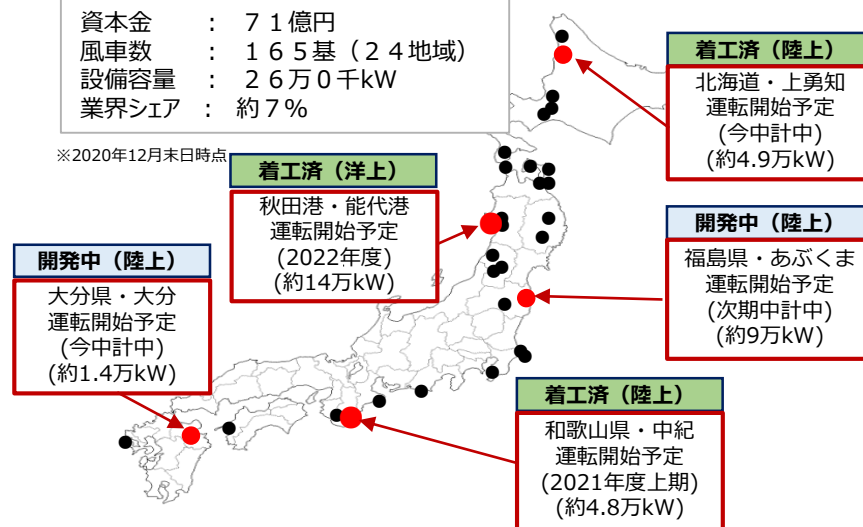 資本金 ： ７１億円
風車数 ： １６５基（２４地域）
設備容量 ： ２６万０千kW
業界シェア ： 約７％
※2020年12月末日時点
着工済（陸上）
北海道・上勇知
運転開始予定
(今中計中)
(約4.9万kW)
着工済（洋上）
秋田港・能代港
運転開始予定
(2022年度)
(約14万kW)
開発中（陸上）
福島県・あぶくま
運転開始予定
(次期中計中)
(約9万kW)
開発中（陸上）
大分県・大分
運転開始予定
(今中計中)
(約1.4万kW)
着工済（陸上）
和歌山県・中紀
運転開始予定
(2021年度上期)
(約4.8万kW)